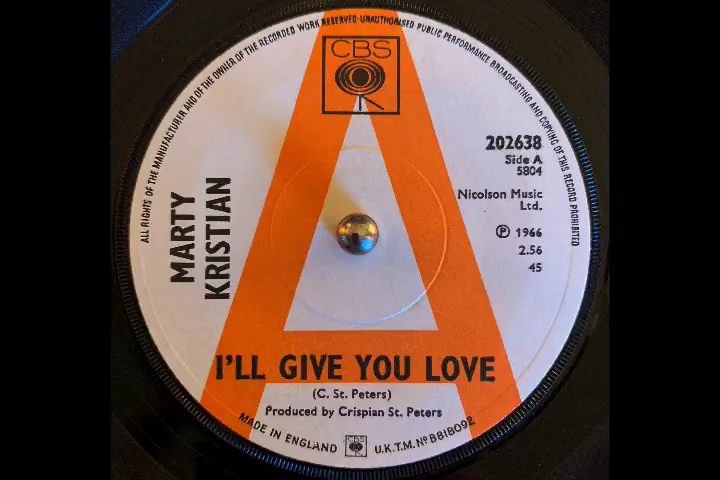 ALL RIGHTS OF THE MANUFACTURER AND OF THE OWNER OF THE RECORDED WORK RESERVED·UNAUTHORISED PUBLIC PERFORMANCE BROADCASTING AND COPYING OF THIS RECORD PROHIBITED
CBS
A
202638
Side A
5804
Nicolson Music
Ltd.
℗ 1966
2.56
45
MARTY
KRISTIAN
I'LL GIVE YOU LOVE
(C. St. Peters)
Produced by Crispian St. Peters
MADE IN ENGLAND CBS U.K.T.M. Nº B818092